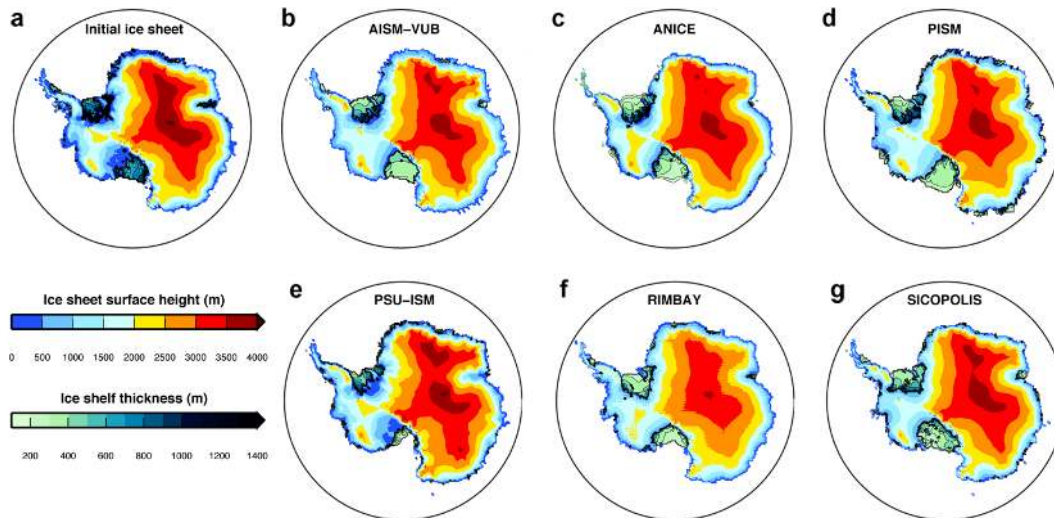 a
Initial ice sheet
b
AISM-VUB
c
ANICE
d
PISM
Ice sheet surface height (m)
0 500 1000 1500 2000 2500 3000 3500 4000
Ice shelf thickness (m)
200 400 600 800 1000 1200 1400
e
PSU-ISM
f
RIMBAY
g
SICOPOLIS